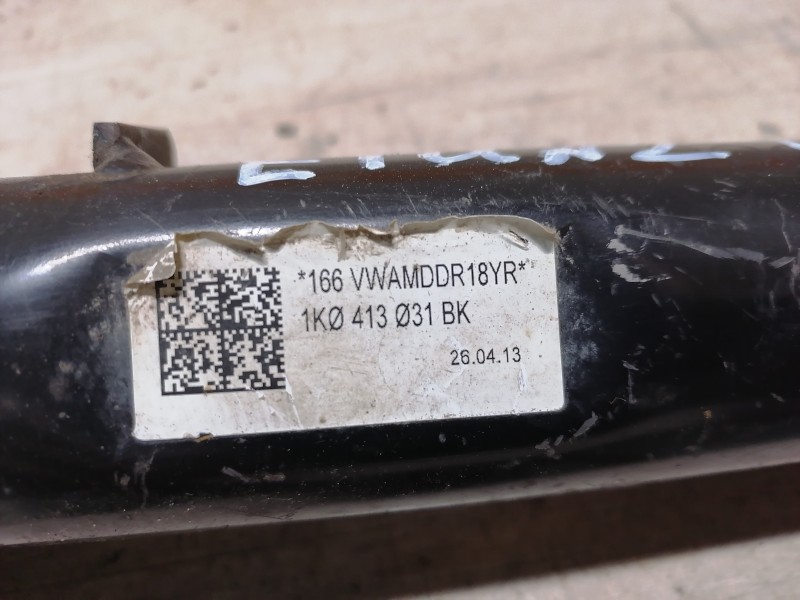 *166 VWAMDDR18YR*
1KØ 413 Ø31 BK
26.04.13